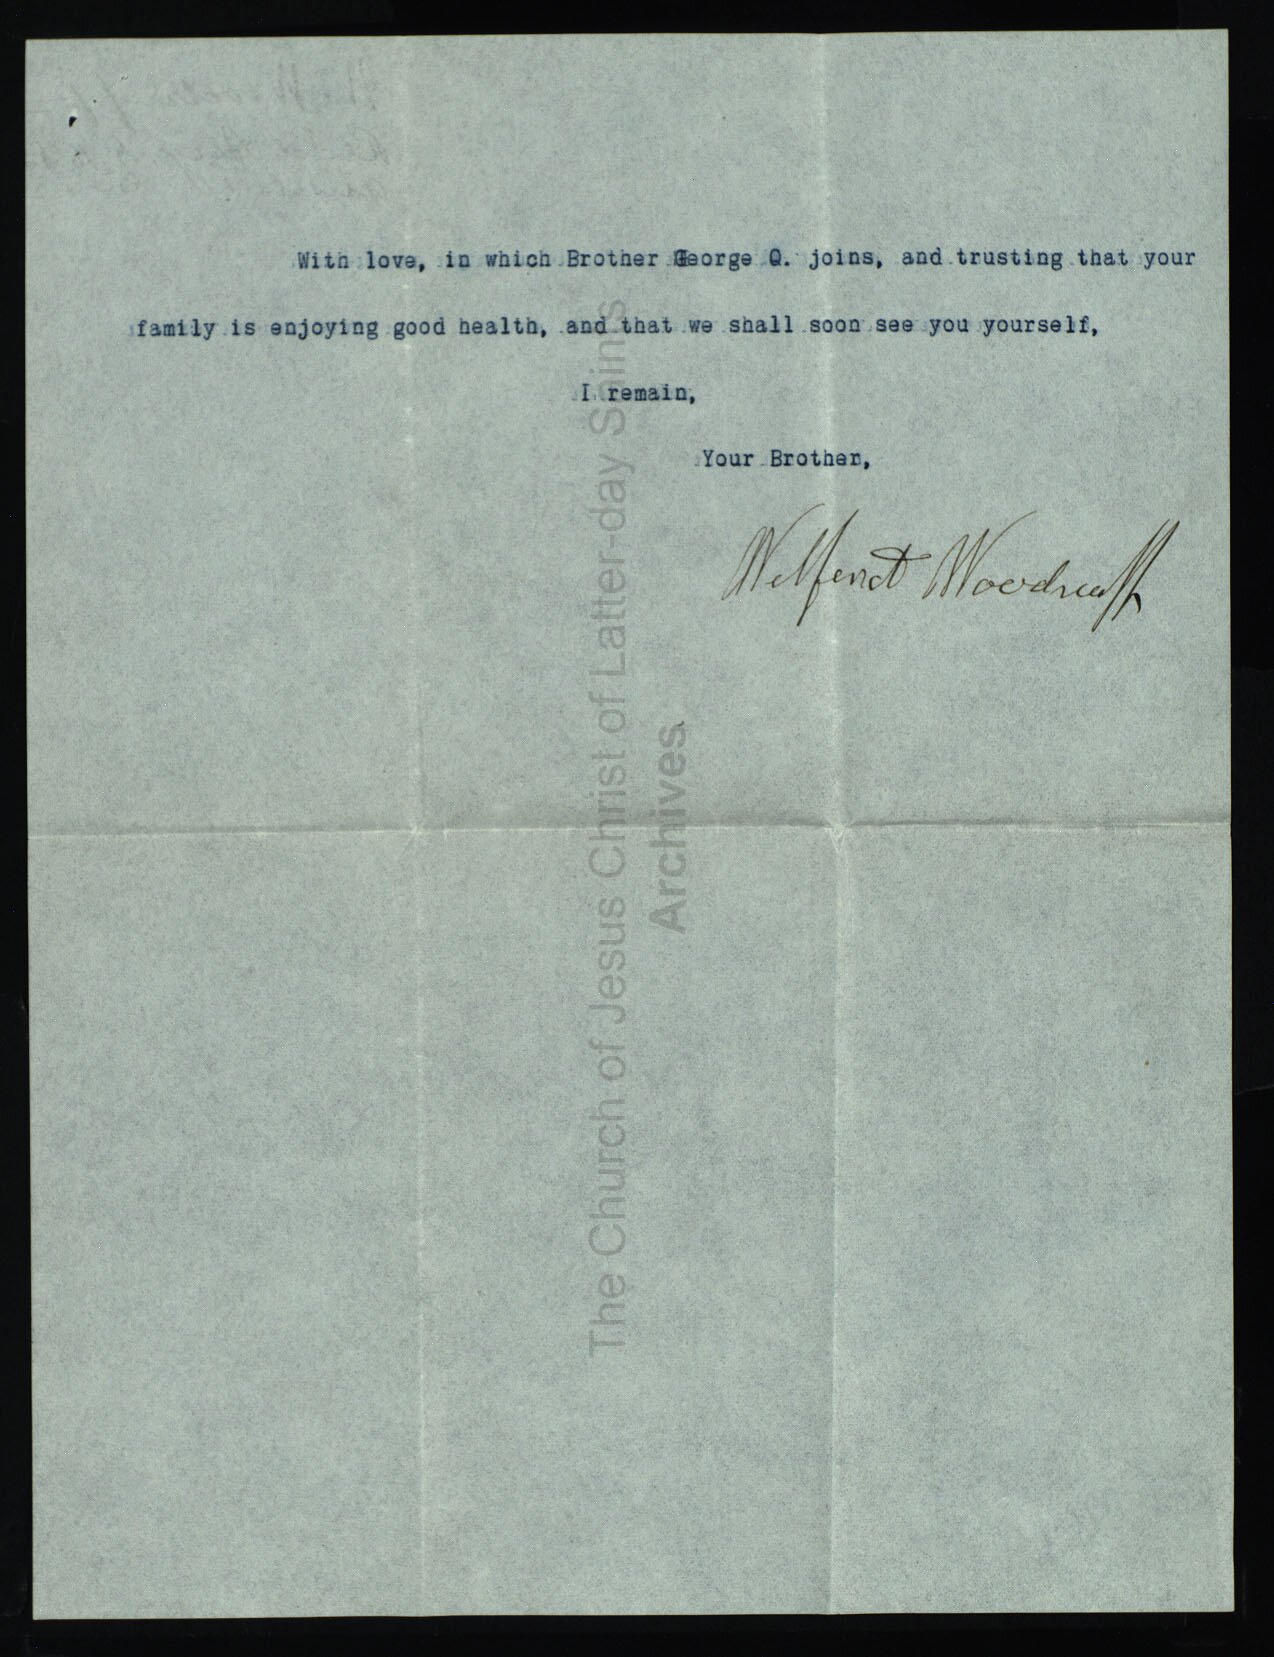 With love, in which Brother George Q. joins, and trusting that your
family is enjoying good health, and that we shall soon see you yourself,
I remain,
Your Brother,
Wilford Woodruff
The Church of Jesus Christ of Latter-day Saints
Archives